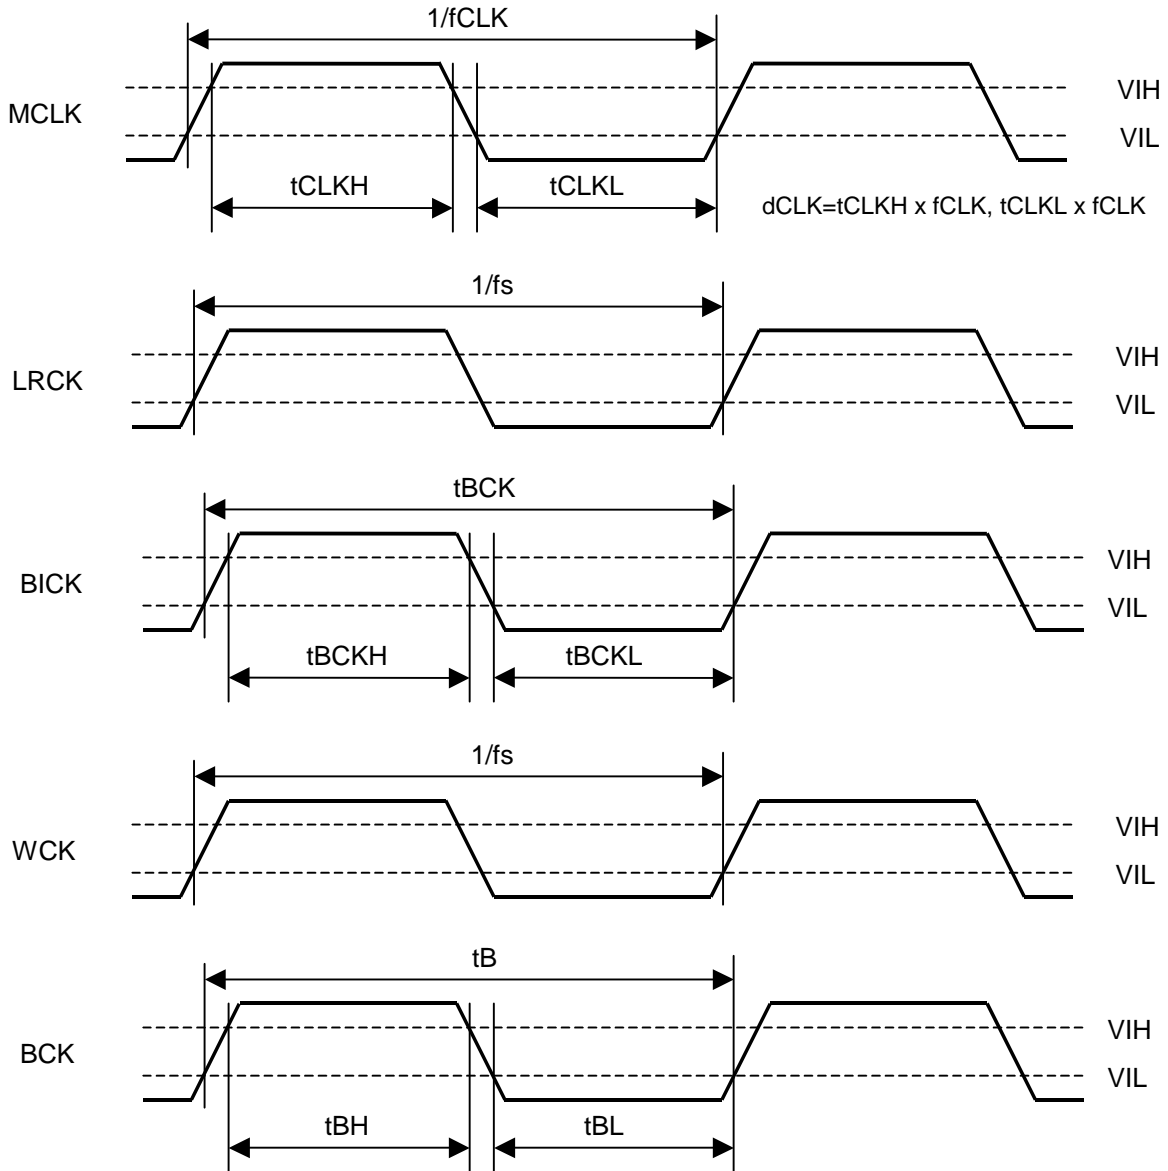 1/fCLK
MCLK
VIH
VIL
tCLKH
tCLKL
dCLK=tCLKH x fCLK, tCLKL x fCLK
1/fs
LRCK
VIH
VIL
tBCK
BICK
VIH
VIL
tBCKH
tBCKL
1/fs
WCK
VIH
VIL
tB
BCK
VIH
VIL
tBH
tBL